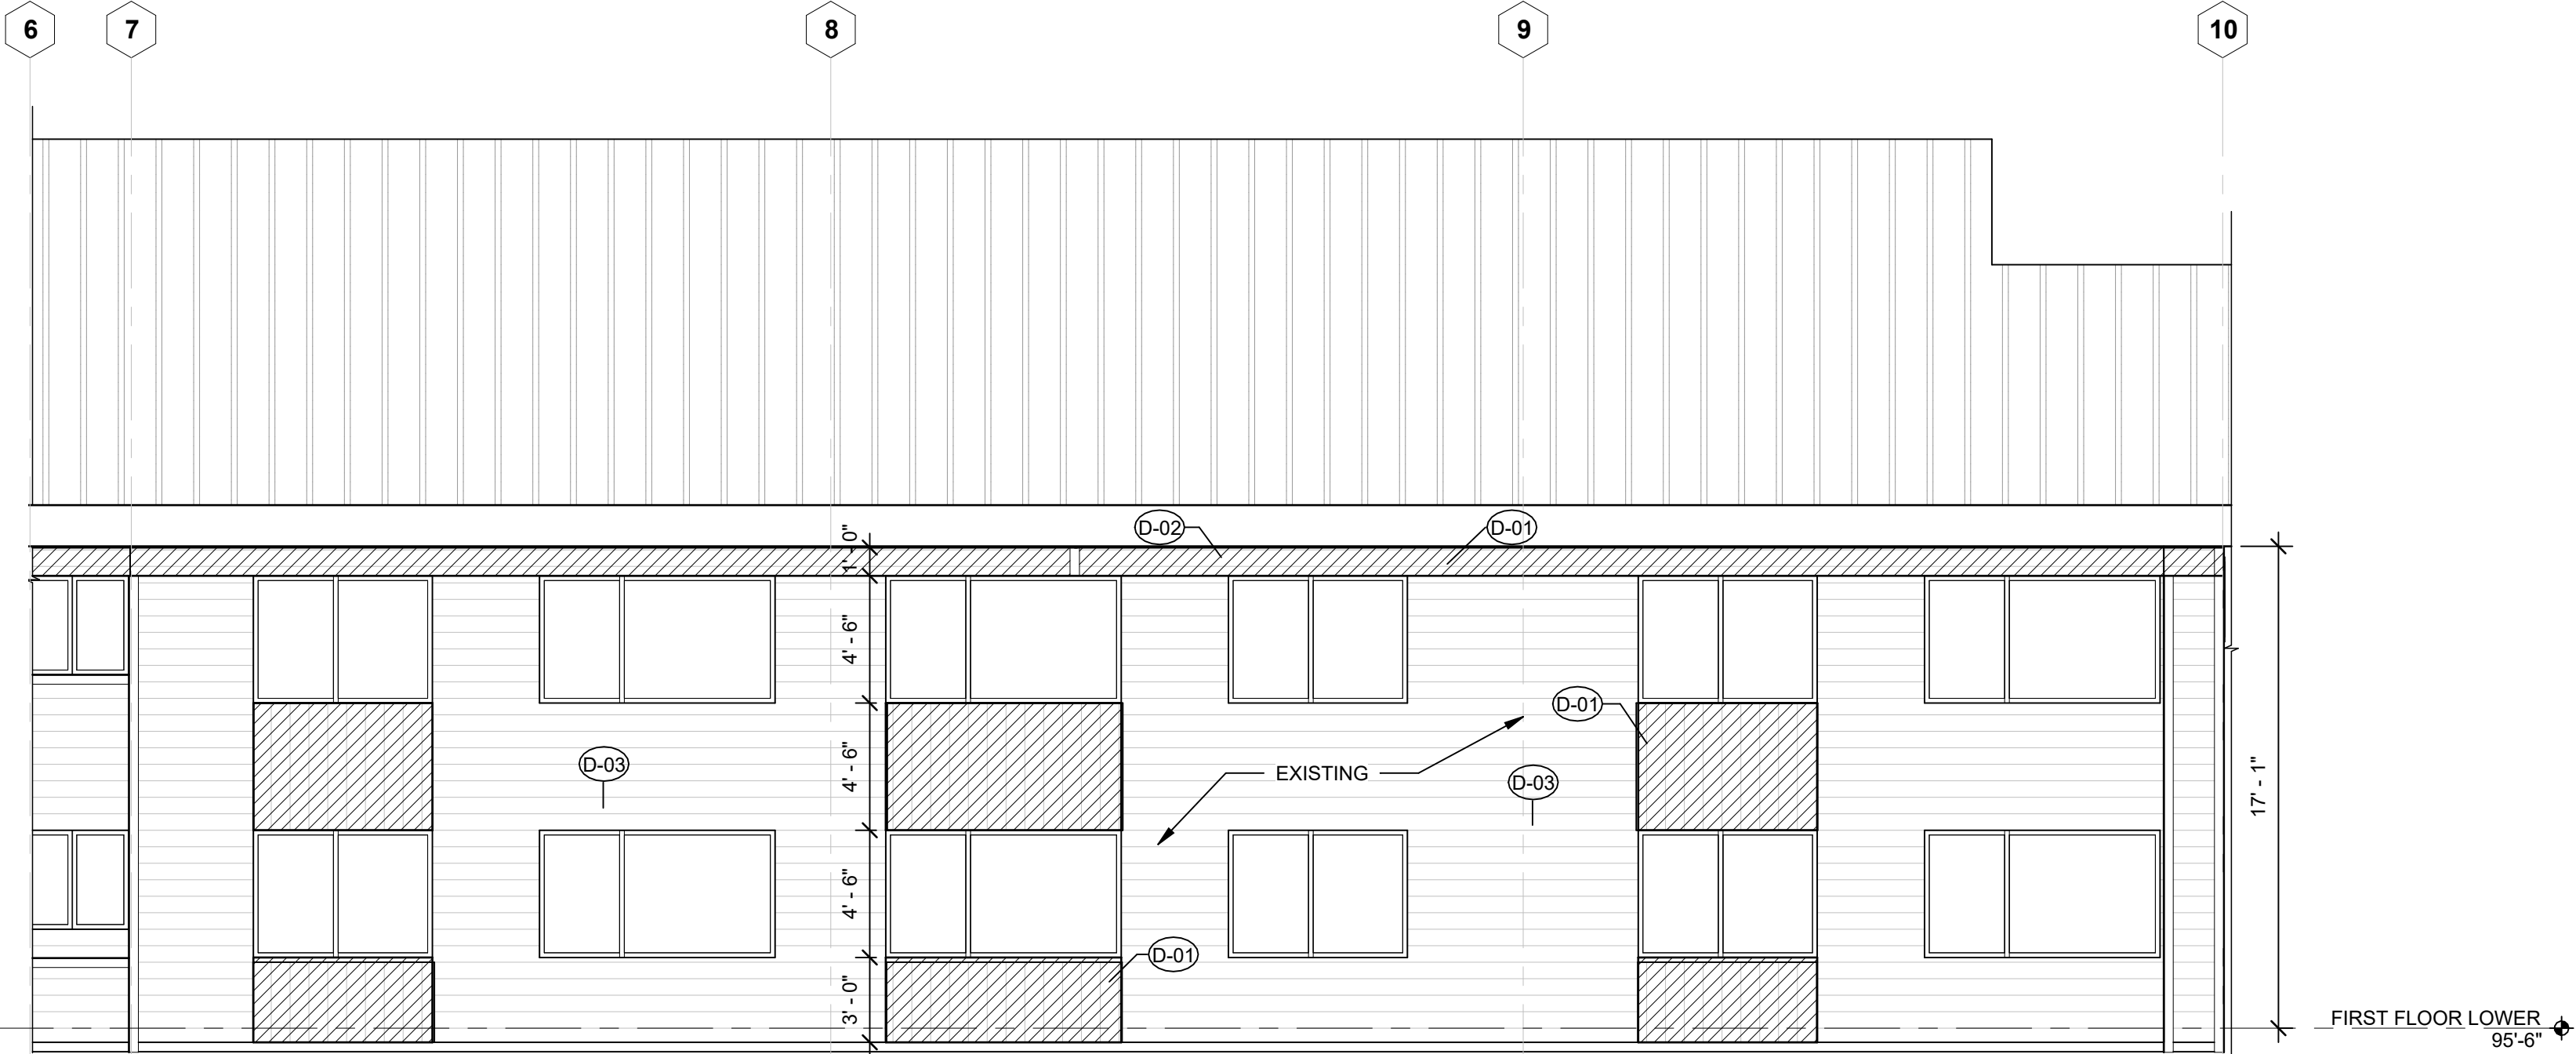 6
7
8
9
10
D-02
D-01
1' - 0"
4' - 6"
D-01
D-03
4' - 6"
EXISTING
D-03
17' - 1"
4' - 6"
D-01
3' - 0"
FIRST FLOOR LOWER
95'-6"